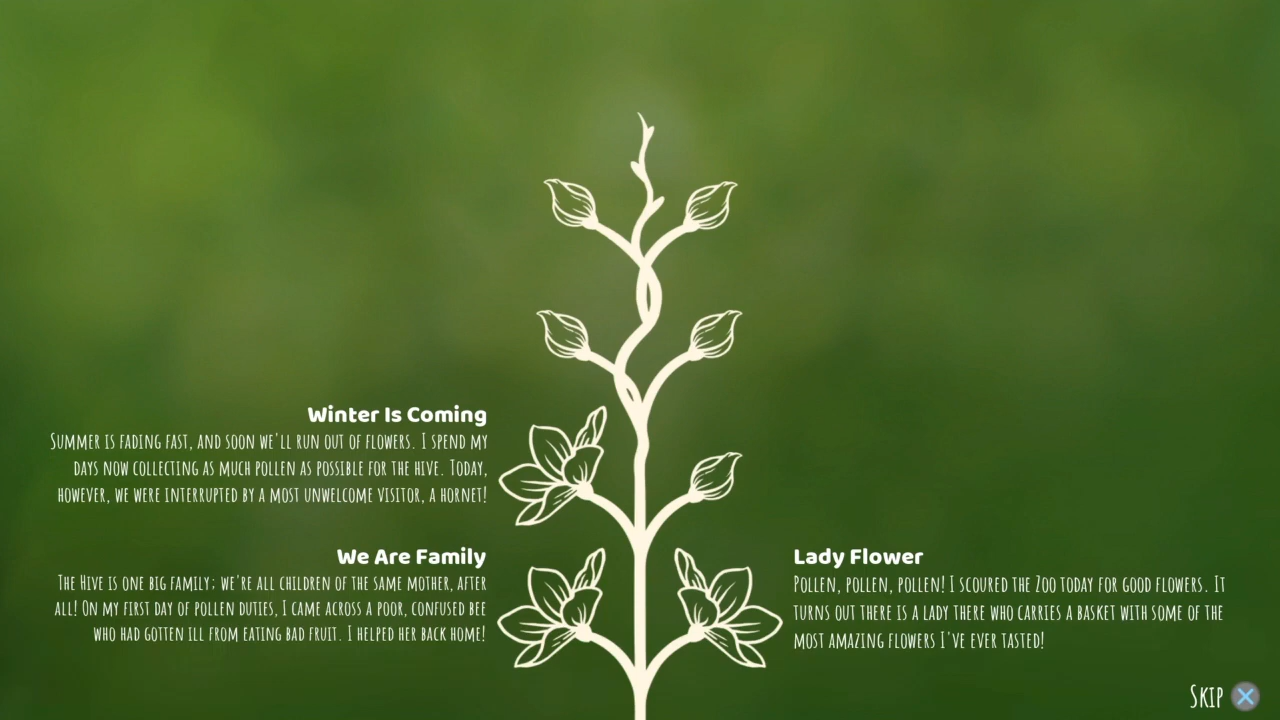 Winter Is Coming
Summer is fading fast, and soon we'll run out of flowers. I spend my
days now collecting as much pollen as possible for the hive. Today,
however, we were interrupted by a most unwelcome visitor, a hornet!
We Are Family
The Hive is one big family; we're all children of the same mother, after
all! On my first day of pollen duties, I came across a poor, confused bee
who had gotten ill from eating bad fruit. I helped her back home!
Lady Flower
Pollen, pollen, pollen! I scoured the Zoo today for good flowers. It
turns out there is a lady there who carries a basket with some of the
most amazing flowers I've ever tasted!
Skip